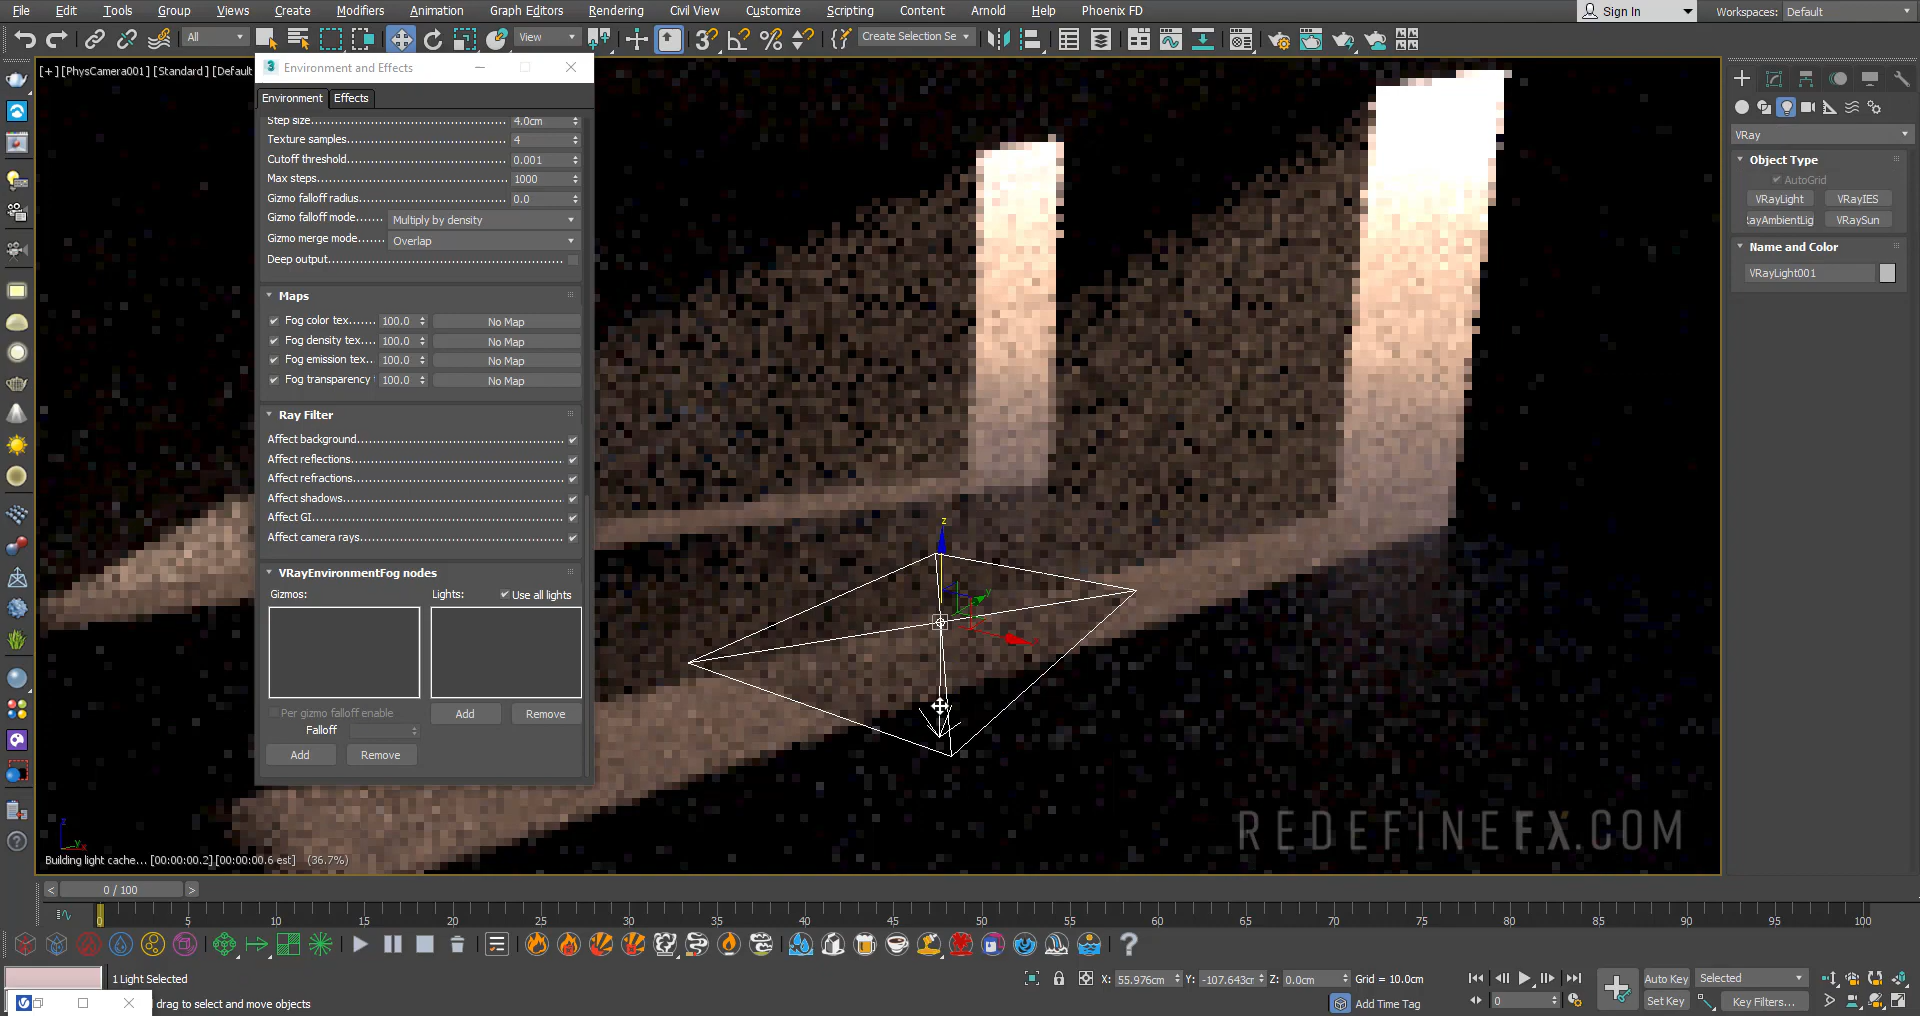 File Edit Tools Group Views Create Modifiers Animation Graph Editors Rendering Civil View Customize Scripting Content Arnold Help Phoenix FD Sign In Workspaces: Default
All View Create Selection Se
[+] [PhysCamera001] [Standard] [Default
3 Environment and Effects
Environment Effects
Step size 4.0cm
Texture samples 4
Cutoff threshold 0.001
Max steps 1000
Gizmo falloff radius 0.0
Gizmo falloff mode Multiply by density
Gizmo merge mode Overlap
Deep output
Maps
Fog color tex 100.0 No Map
Fog density tex 100.0 No Map
Fog emission tex 100.0 No Map
Fog transparency 100.0 No Map
Ray Filter
Affect background
Affect reflections
Affect refractions
Affect shadows
Affect GI
Affect camera rays
VRayEnvironmentFog nodes
Gizmos: Lights: Use all lights
Per gizmo falloff enable
Falloff
Add Remove
Add Remove
VRay
Object Type
AutoGrid
VRayLight VRayIES
RayAmbientLig VRaySun
Name and Color
VRayLight001
z
y
z
y
x
REDEFINEFX.COM
Building light cache... [00:00:00.2] [00:00:00.6 est] (36.7%)
< 0 / 100 >
0 5 10 15 20 25 30 35 40 45 50 55 60 65 70 75 80 85 90 95 100
1 Light Selected
drag to select and move objects
X: 55.976cm Y: -107.643cm Z: 0.0cm Grid = 10.0cm
Add Time Tag
0
Auto Key Selected
Set Key Key Filters...